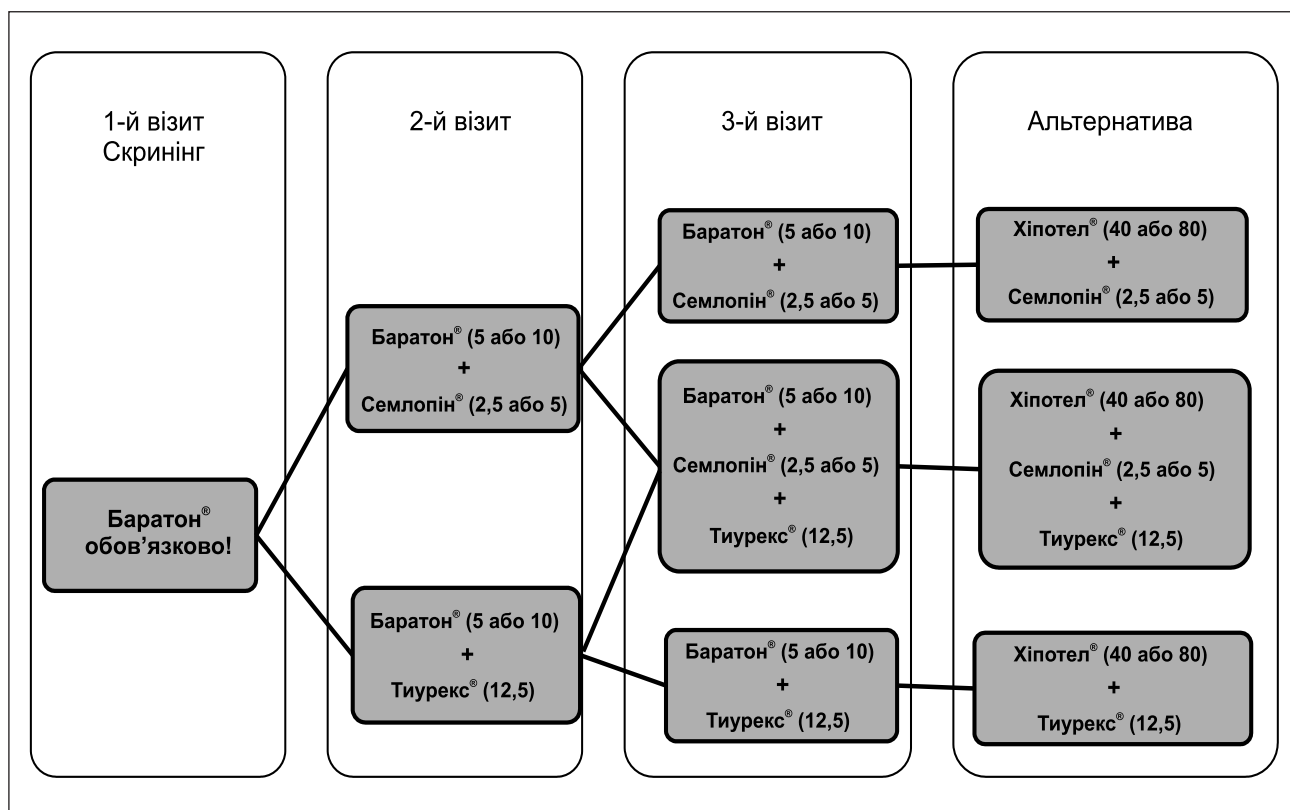 1-й візит
Скринінг
Баратон®
обов'язково!
2-й візит
Баратон® (5 або 10)
+
Семлопін® (2,5 або 5)
Баратон® (5 або 10)
+
Тиурекс® (12,5)
3-й візит
Баратон® (5 або 10)
+
Семлопін® (2,5 або 5)
Баратон® (5 або 10)
+
Семлопін® (2,5 або 5)
+
Тиурекс® (12,5)
Баратон® (5 або 10)
+
Тиурекс® (12,5)
Альтернатива
Хіпотел® (40 або 80)
+
Семлопін® (2,5 або 5)
Хіпотел® (40 або 80)
+
Семлопін® (2,5 або 5)
+
Тиурекс® (12,5)
Хіпотел® (40 або 80)
+
Тиурекс® (12,5)